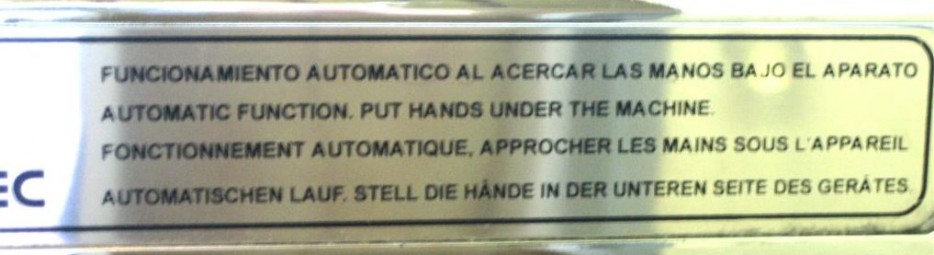 FUNCIONAMIENTO AUTOMATICO AL ACERCAR LAS MANOS BAJO EL APARATO
AUTOMATIC FUNCTION. PUT HANDS UNDER THE MACHINE.
FONCTIONNEMENT AUTOMATIQUE, APPROCHER LES MAINS SOUS L'APPAREIL
EC
AUTOMATISCHEN LAUF. STELL DIE HÄNDE IN DER UNTEREN SEITE DES GERÁTES.